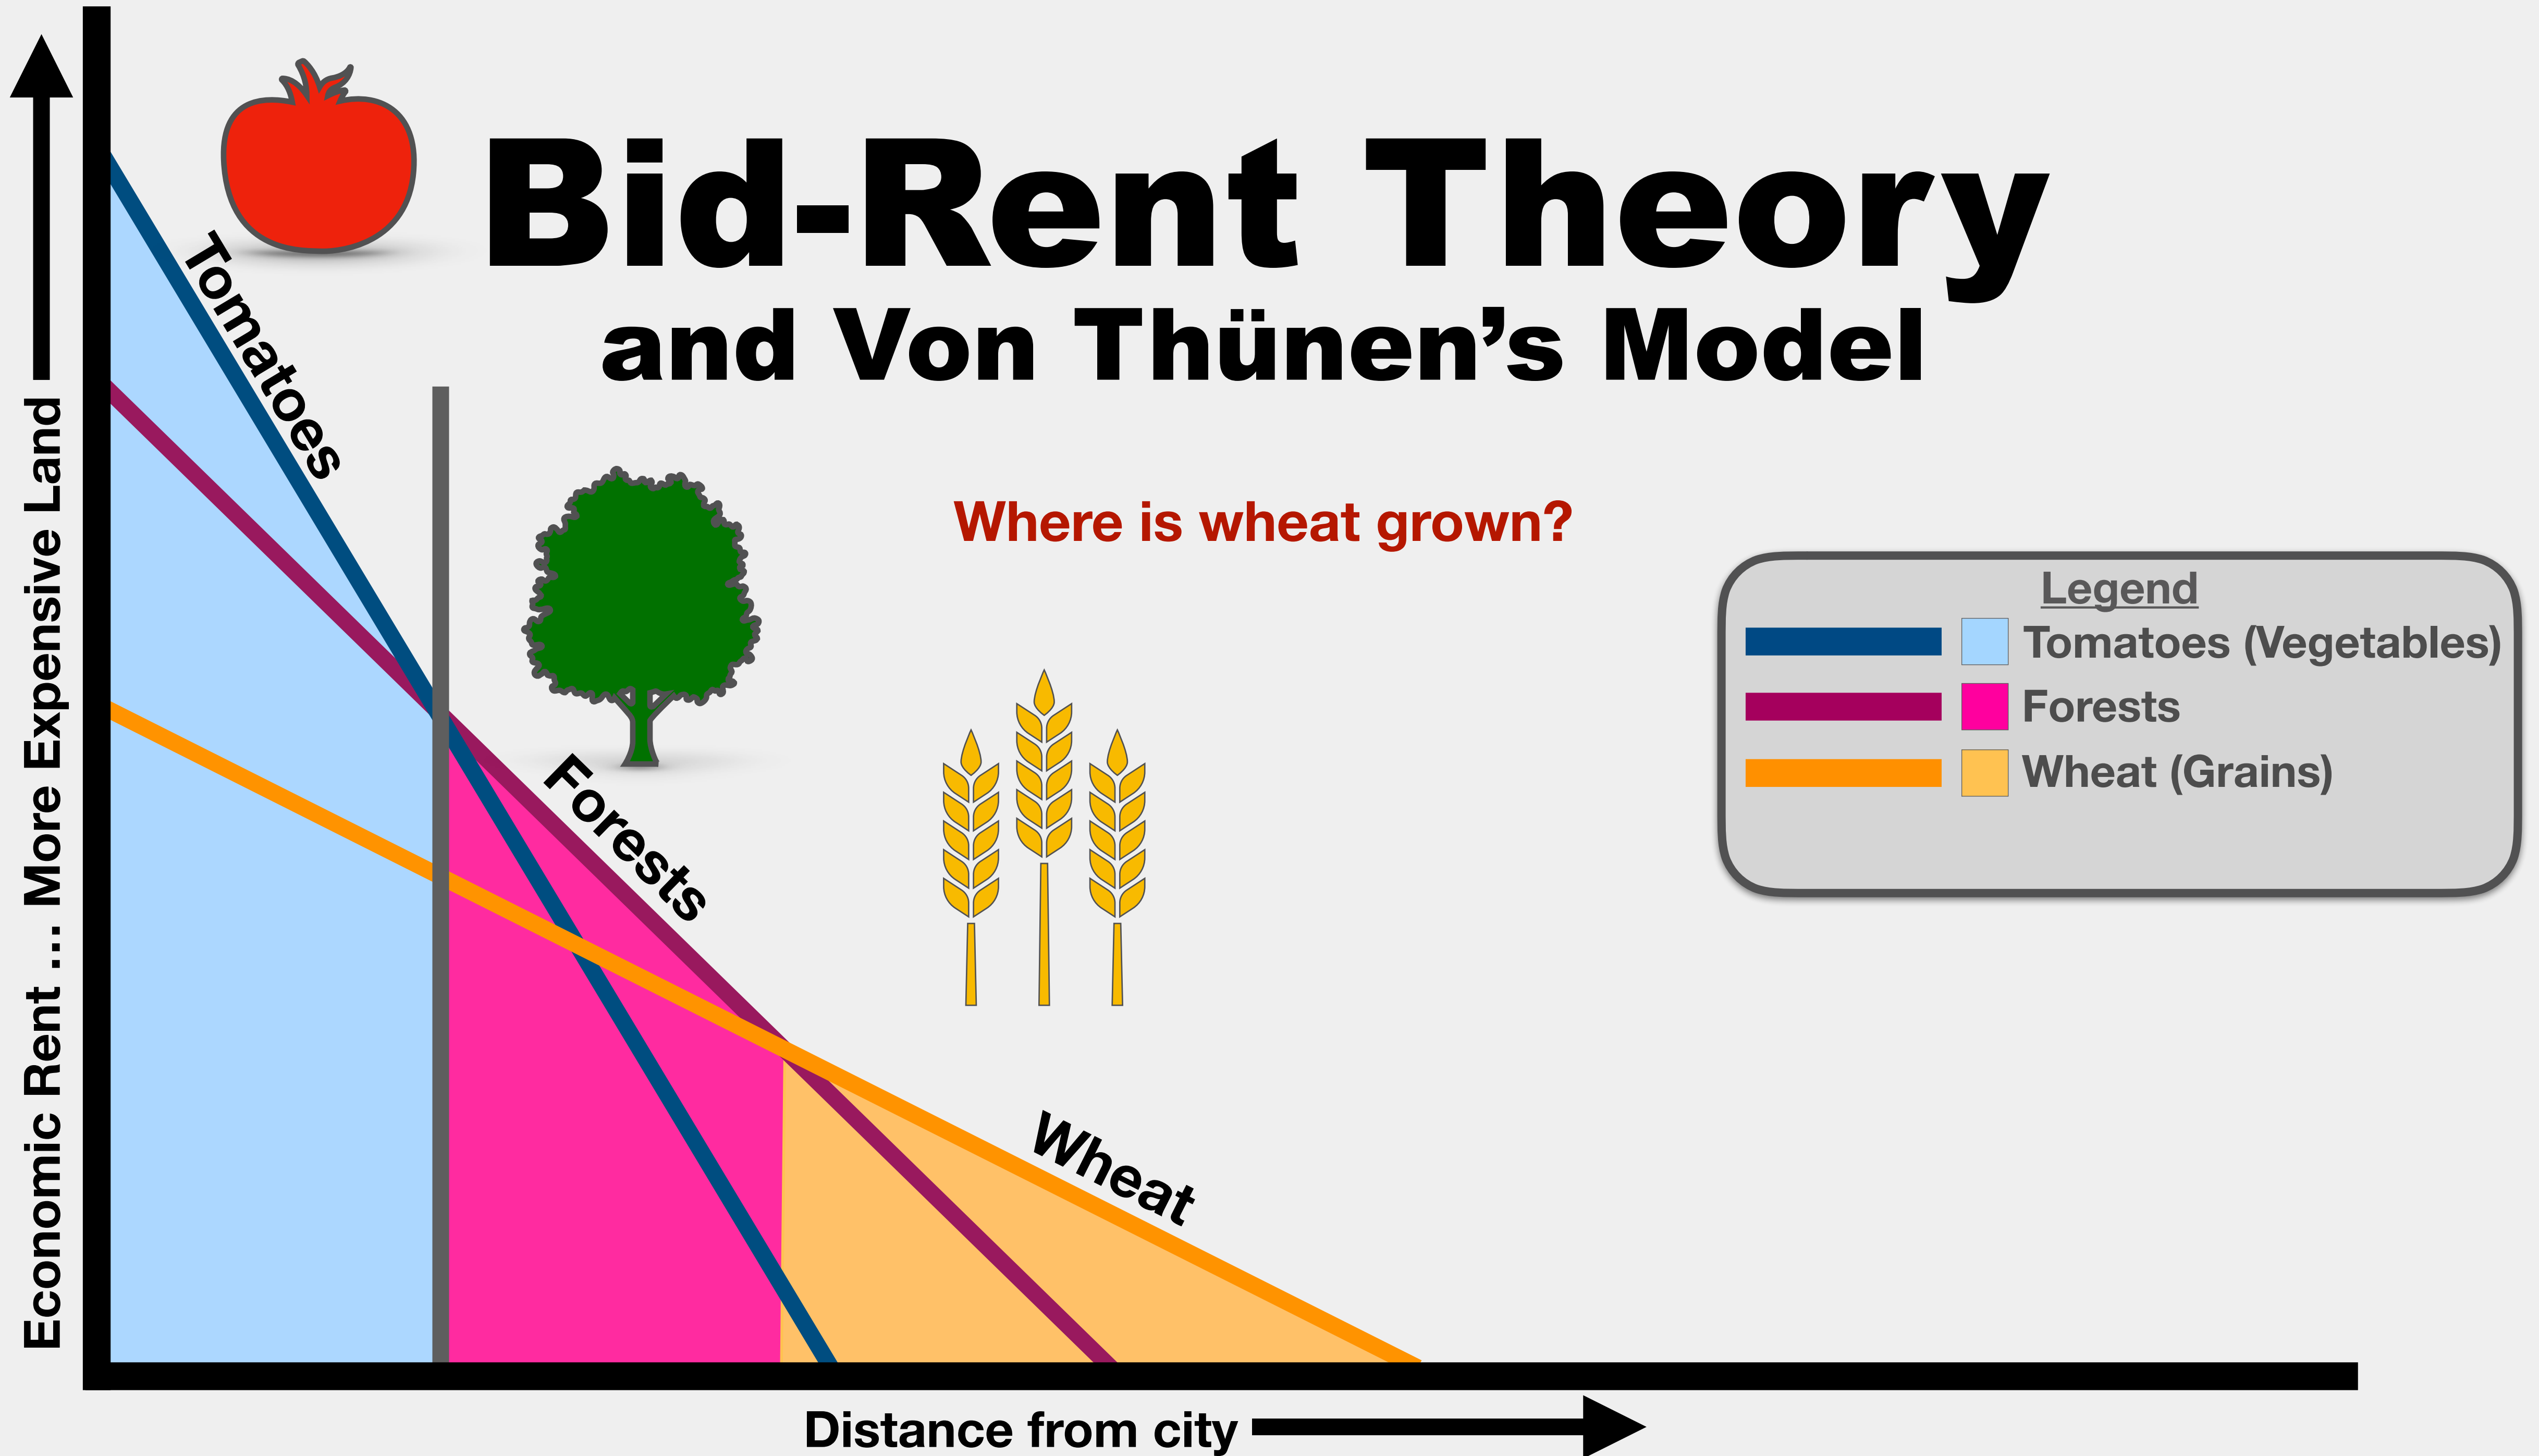 Bid-Rent Theory
and Von Thünen’s Model
Economic Rent ... More Expensive Land
Tomatoes
Where is wheat grown?
Legend
Tomatoes (Vegetables)
Forests
Wheat (Grains)
Forests
Wheat
Distance from city